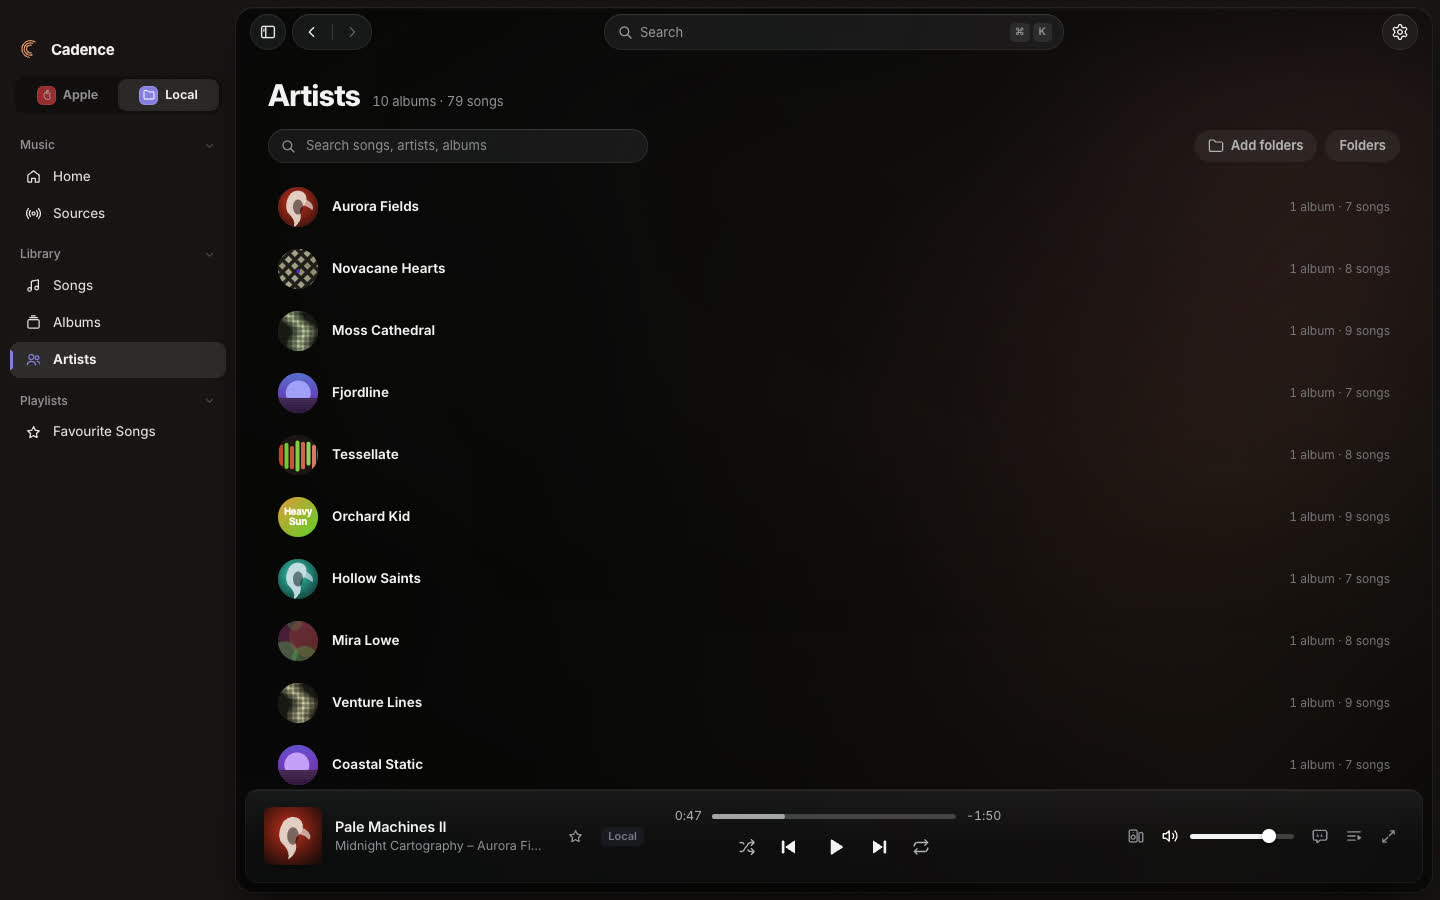 Cadence
Apple
Local
Music
Home
Sources
Library
Songs
Albums
Artists
Playlists
Favourite Songs
Search
⌘ K
Artists
10 albums · 79 songs
Search songs, artists, albums
Add folders
Folders
Aurora Fields
1 album · 7 songs
Novacane Hearts
1 album · 8 songs
Moss Cathedral
1 album · 9 songs
Fjordline
1 album · 7 songs
Tessellate
1 album · 8 songs
Heavy
Sun
Orchard Kid
1 album · 9 songs
Hollow Saints
1 album · 7 songs
Mira Lowe
1 album · 8 songs
Venture Lines
1 album · 9 songs
Coastal Static
1 album · 7 songs
Pale Machines II
Midnight Cartography – Aurora Fi...
Local
0:47
-1:50